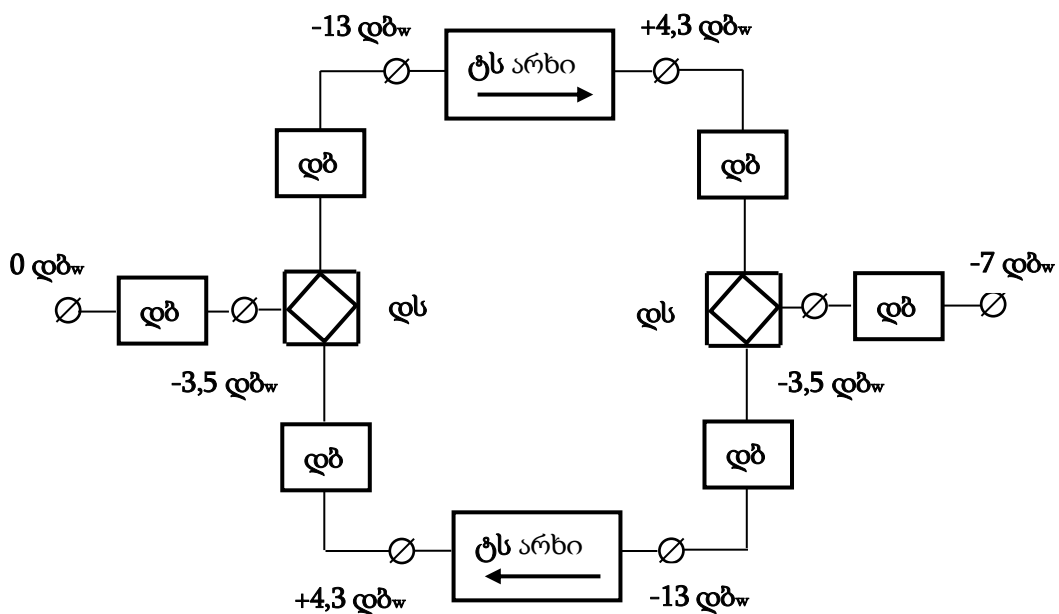 -13 დბw
+4,3 დბw
ტს არხი
დბ
დბ
0 დბw
-7 დბw
დბ
დს
დს
დბ
-3,5 დბw
-3,5 დბw
დბ
დბ
ტს არხი
+4,3 დბw
-13 დბw